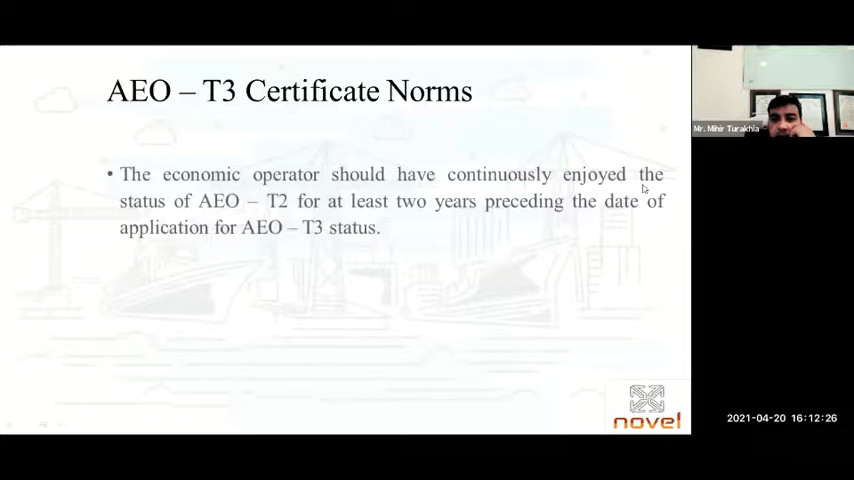 AEO – T3 Certificate Norms
• The economic operator should have continuously enjoyed the
status of AEO – T2 for at least two years preceding the date of
application for AEO – T3 status.
Mr. Mihir Turakhia
novel
2021-04-20 16:12:26